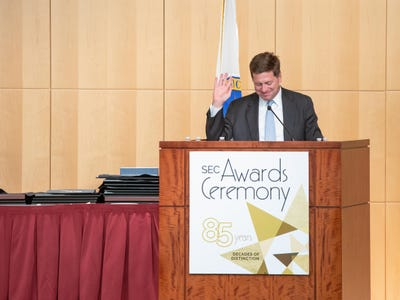 SEC Awards
Ceremony
85 years
DECADES OF
DISTINCTION